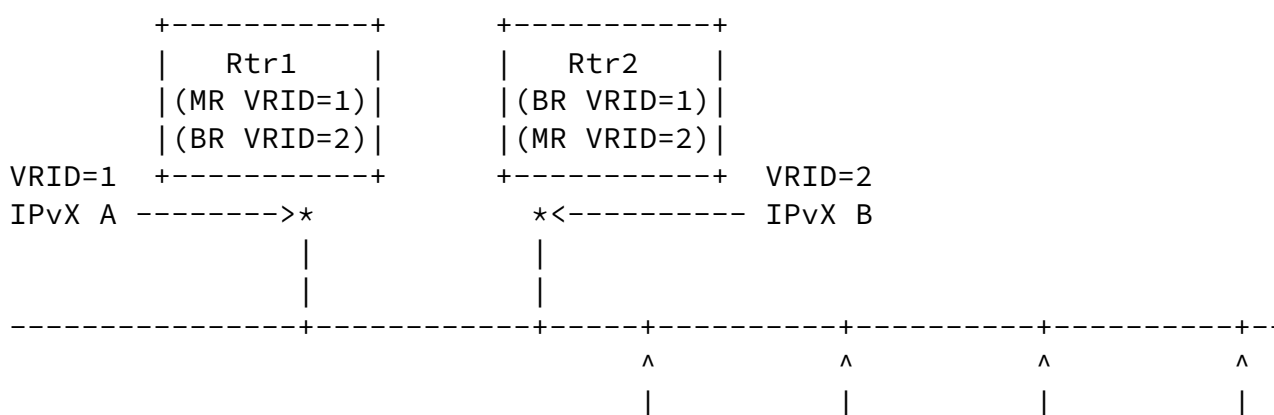 +-----------+      +-----------+
|   Rtr1    |      |   Rtr2    |
|(MR VRID=1)|      |(BR VRID=1)|
|(BR VRID=2)|      |(MR VRID=2)|
VRID=1  +-----------+      +-----------+  VRID=2
IPvX A -------->*            *<---------- IPvX B
|            |
|            |
----------------+------------+-----+----------+----------+----------+--
^          ^          ^          ^
|          |          |          |